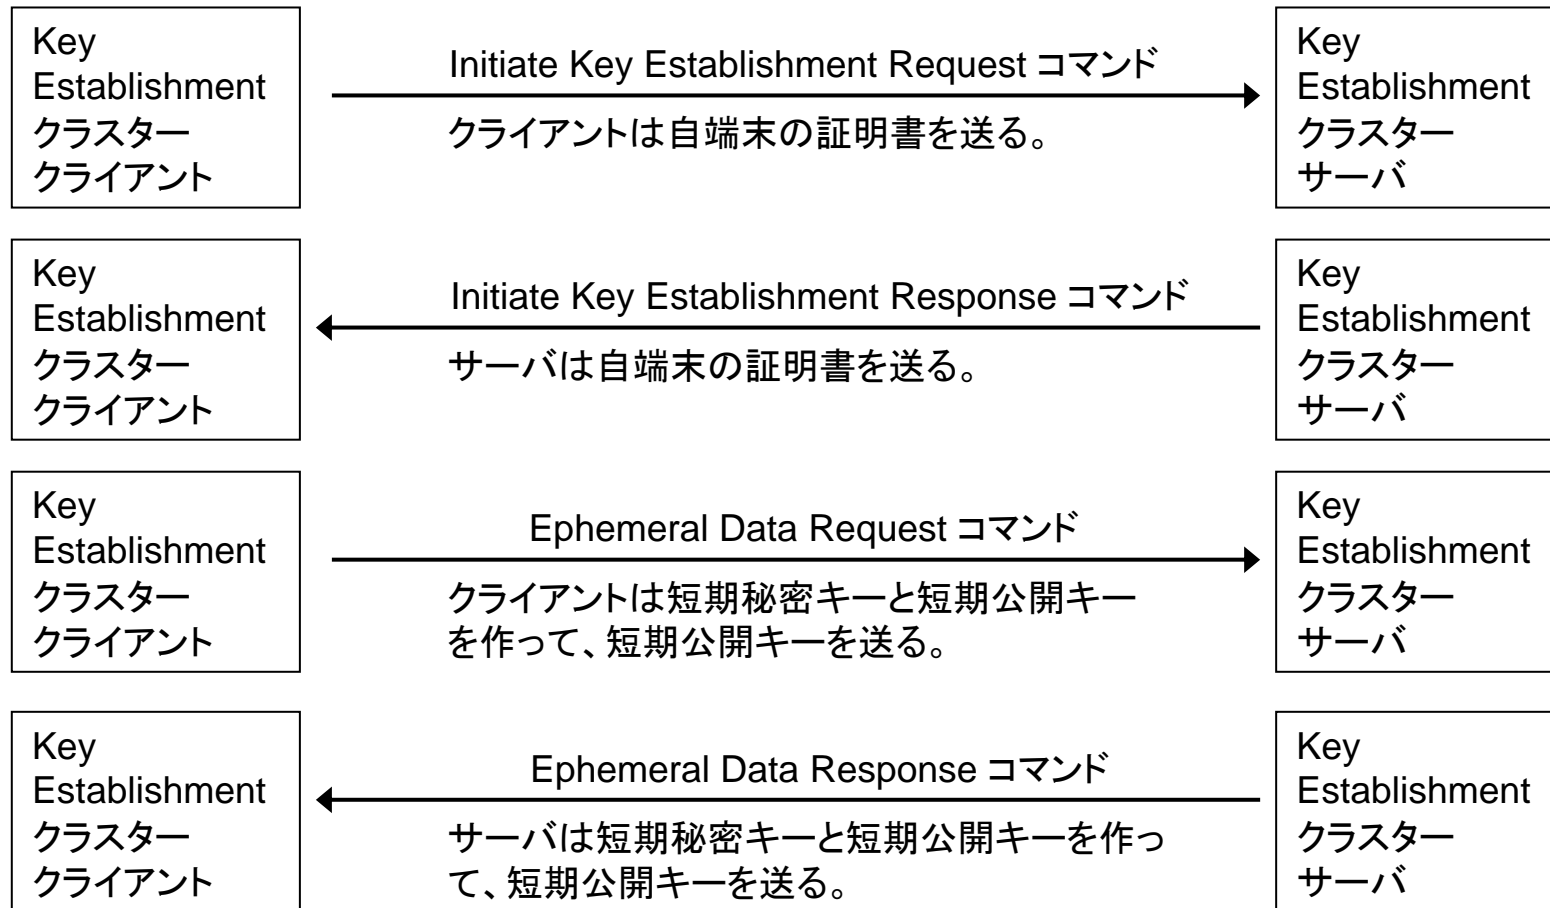 Key
Establishment
クラスター
クライアント
Initiate Key Establishment Request コマンド
クライアントは自端末の証明書を送る。
Key
Establishment
クラスター
サーバ
Key
Establishment
クラスター
クライアント
Initiate Key Establishment Response コマンド
サーバは自端末の証明書を送る。
Key
Establishment
クラスター
サーバ
Key
Establishment
クラスター
クライアント
Ephemeral Data Request コマンド
クライアントは短期秘密キーと短期公開キー
を作って、短期公開キーを送る。
Key
Establishment
クラスター
サーバ
Key
Establishment
クラスター
クライアント
Ephemeral Data Response コマンド
サーバは短期秘密キーと短期公開キーを作っ
て、短期公開キーを送る。
Key
Establishment
クラスター
サーバ